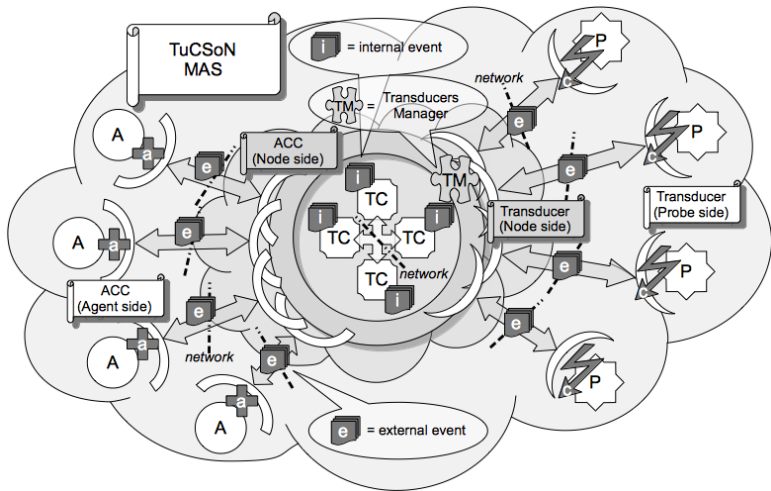 TuCSoN
MAS
i = internal event
TM = Transducers
Manager
network
P
c
A
a
e
ACC
(Node side)
e
e
P
c
i
TC
TM
A
a
e
i
TC
TC
i
Transducer
(Node side)
Transducer
(Probe side)
network
TC
i
e
P
c
ACC
(Agent side)
e
e
A
a
network
e
P
c
A
a
e = external event